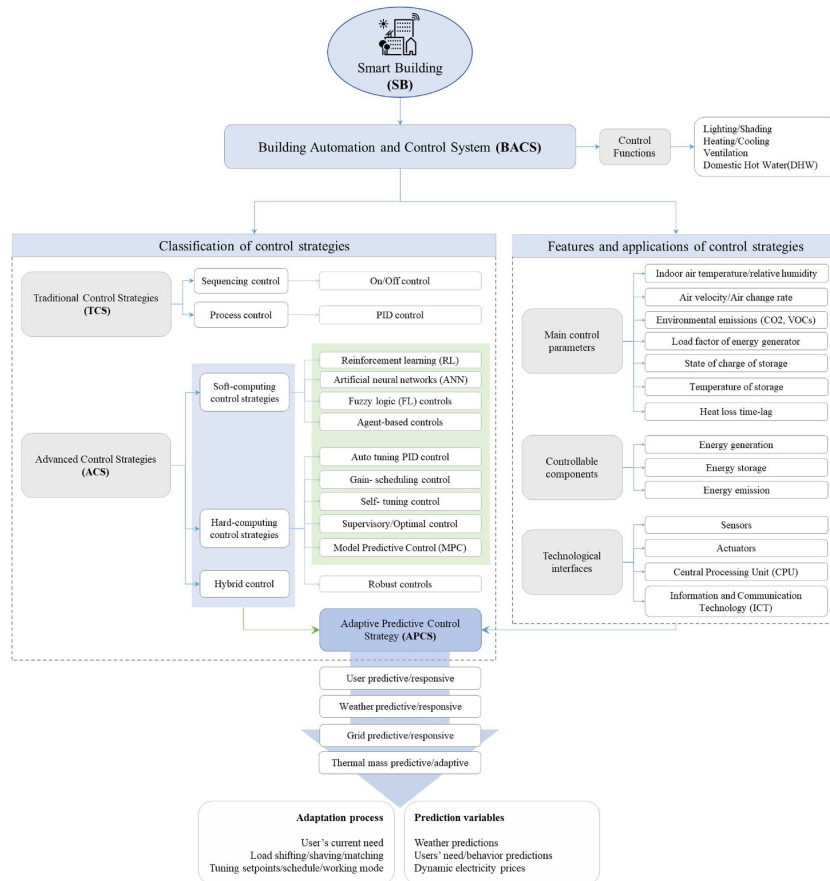 Smart Building
(SB)
Building Automation and Control System (BACS)
Control
Functions
Lighting/Shading
Heating/Cooling
Ventilation
Domestic Hot Water(DHW)
Classification of control strategies
Traditional Control Strategies
(TCS)
Sequencing control
On/Off control
Process control
PID control
Advanced Control Strategies
(ACS)
Soft-computing
control strategies
Reinforcement learning (RL)
Artificial neural networks (ANN)
Fuzzy logic (FL) controls
Agent-based controls
Hard-computing
control strategies
Auto tuning PID control
Gain- scheduling control
Self- tuning control
Supervisory/Optimal control
Model Predictive Control (MPC)
Hybrid control
Robust controls
Features and applications of control strategies
Main control
parameters
Indoor air temperature/relative humidity
Air velocity/Air change rate
Environmental emissions (CO2, VOCs)
Load factor of energy generator
State of charge of storage
Temperature of storage
Heat loss time-lag
Controllable
components
Energy generation
Energy storage
Energy emission
Technological
interfaces
Sensors
Actuators
Central Processing Unit (CPU)
Information and Communication
Technology (ICT)
Adaptive Predictive Control
Strategy (APCS)
User predictive/responsive
Weather predictive/responsive
Grid predictive/responsive
Thermal mass predictive/adaptive
Adaptation process
User's current need
Load shifting/shaving/matching
Tuning setpoints/schedule/working mode
Prediction variables
Weather predictions
Users' need/behavior predictions
Dynamic electricity prices